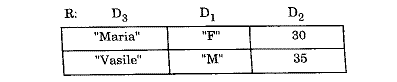 R: D₃ D₁ D₂
"Maria" "F" 30
"Vasile" "M" 35